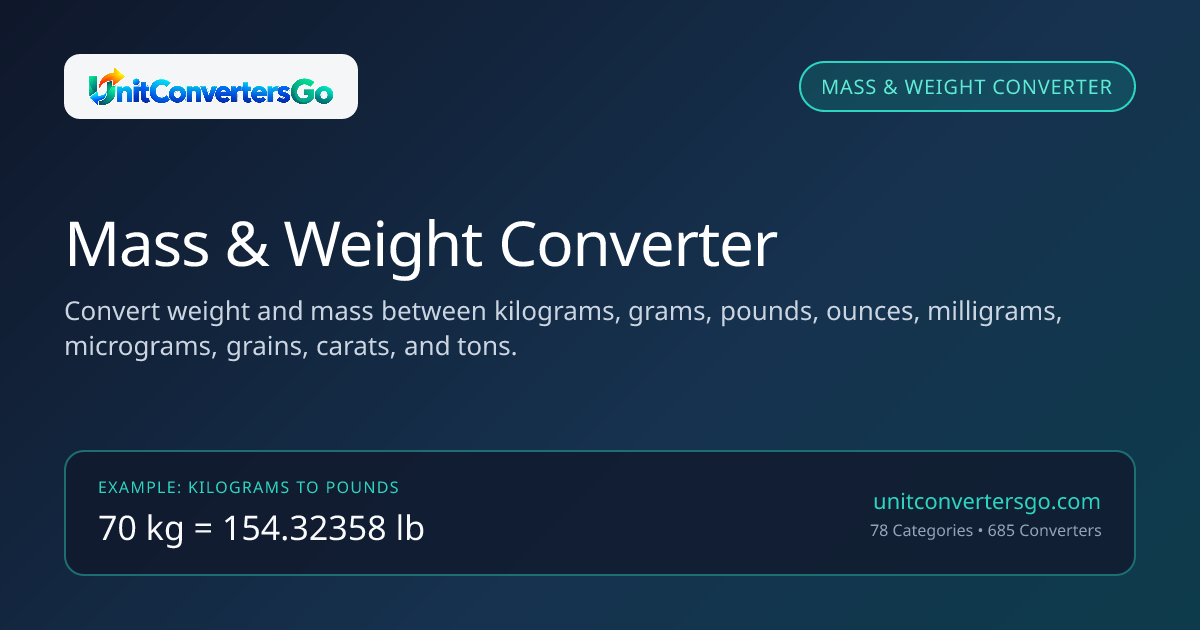 UnitConvertersGo
MASS & WEIGHT CONVERTER
Mass & Weight Converter
Convert weight and mass between kilograms, grams, pounds, ounces, milligrams,
micrograms, grains, carats, and tons.
EXAMPLE: KILOGRAMS TO POUNDS
70 kg = 154.32358 lb
unitconvertersgo.com
78 Categories • 685 Converters